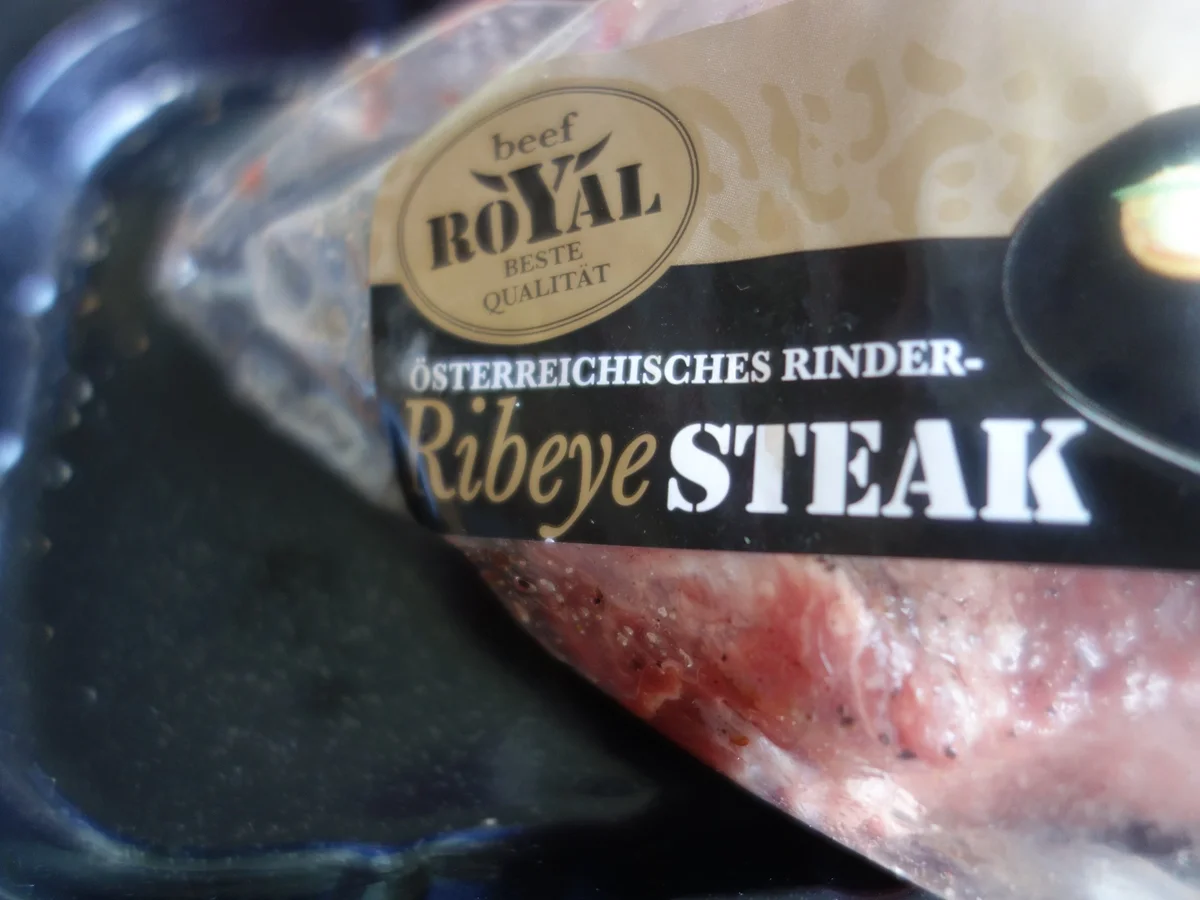 beef
ROYAL
BESTE
QUALITÄT
ÖSTERREICHISCHES RINDER-
Ribeye STEAK